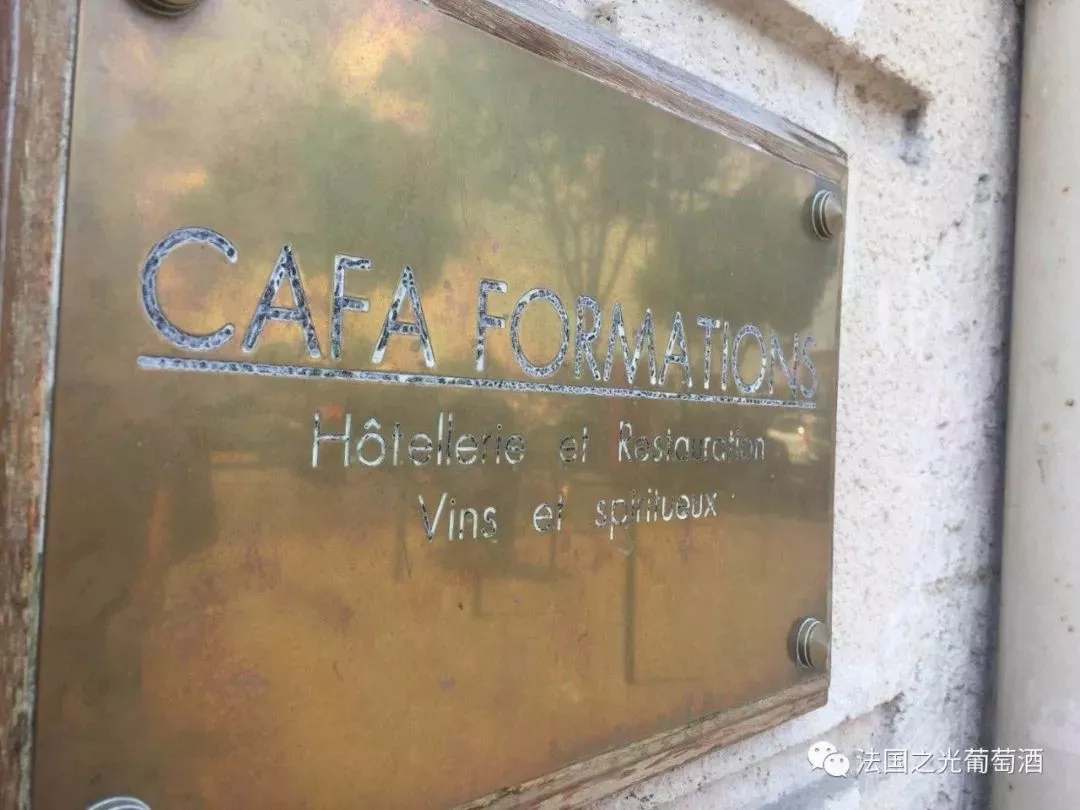 CAFA FORMATIONS
Hôtellerie et Restauration
Vins et spiritueux
法国之光葡萄酒